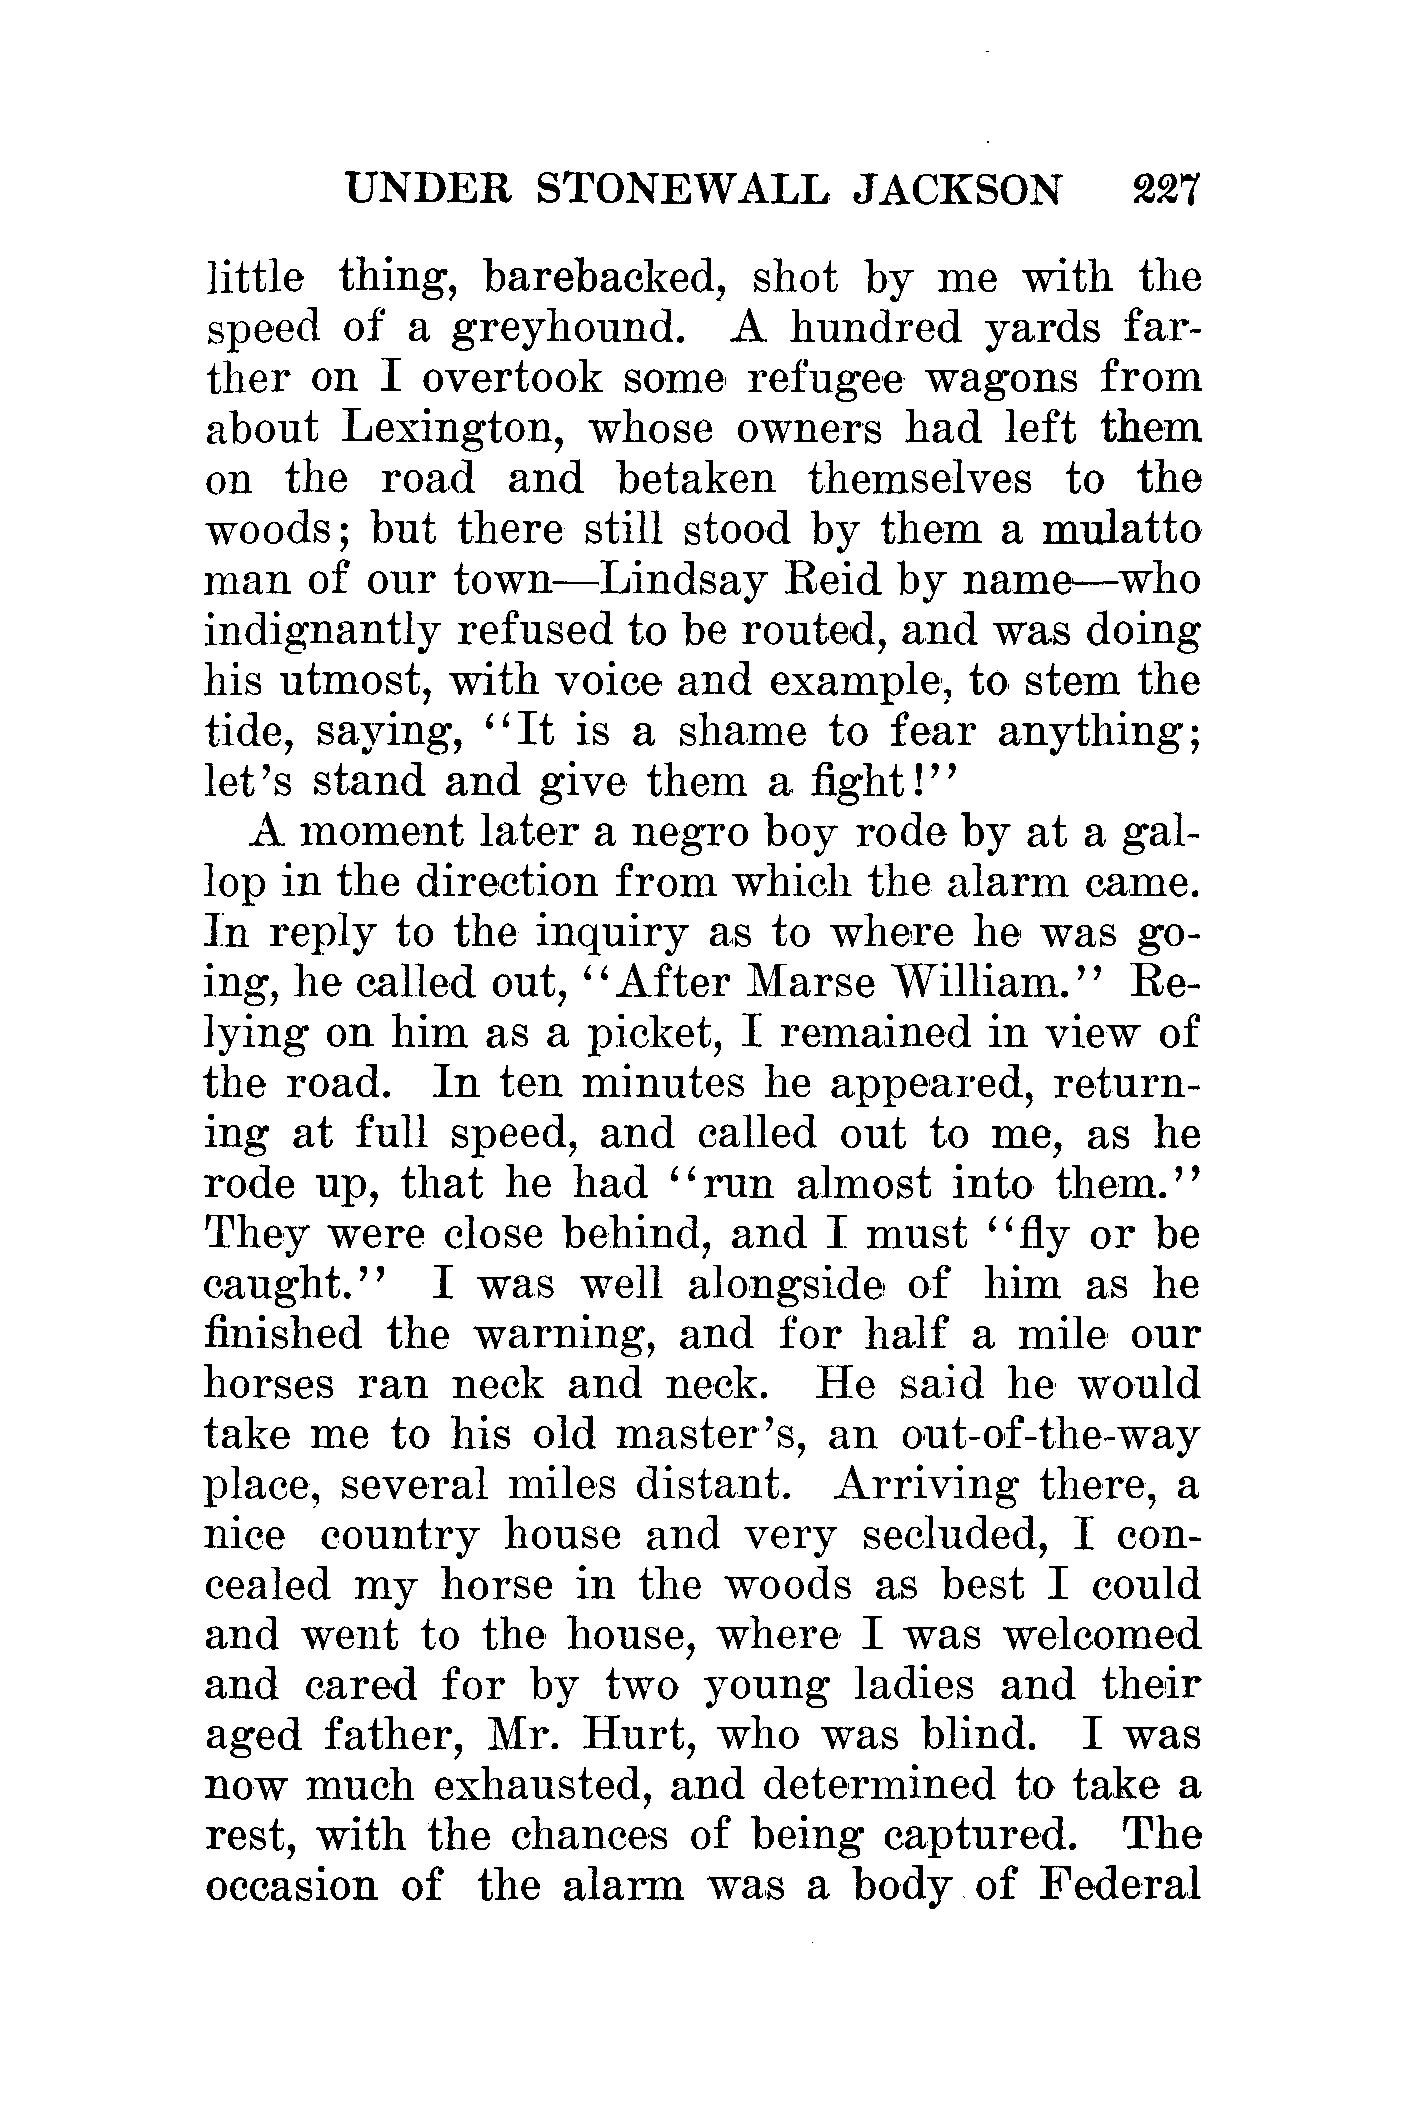 UNDER STONEWALL JACKSON 227
little thing, barebacked, shot by me with the
speed of a greyhound. A hundred yards far-
ther on I overtook some refugee wagons from
about Lexington, whose owners had left them
on the road and betaken themselves to the
woods; but there still stood by them a mulatto
man of our town—Lindsay Reid by name—who
indignantly refused to be routed, and was doing
his utmost, with voice and example, to stem the
tide, saying, "It is a shame to fear anything;
let's stand and give them a fight!"
A moment later a negro boy rode by at a gal-
lop in the direction from which the alarm came.
In reply to the inquiry as to where he was go-
ing, he called out, "After Marse William." Re-
lying on him as a picket, I remained in view of
the road. In ten minutes he appeared, return-
ing at full speed, and called out to me, as he
rode up, that he had "run almost into them."
They were close behind, and I must "fly or be
caught." I was well alongside of him as he
finished the warning, and for half a mile our
horses ran neck and neck. He said he would
take me to his old master's, an out-of-the-way
place, several miles distant. Arriving there, a
nice country house and very secluded, I con-
cealed my horse in the woods as best I could
and went to the house, where I was welcomed
and cared for by two young ladies and their
aged father, Mr. Hurt, who was blind. I was
now much exhausted, and determined to take a
rest, with the chances of being captured. The
occasion of the alarm was a body of Federal